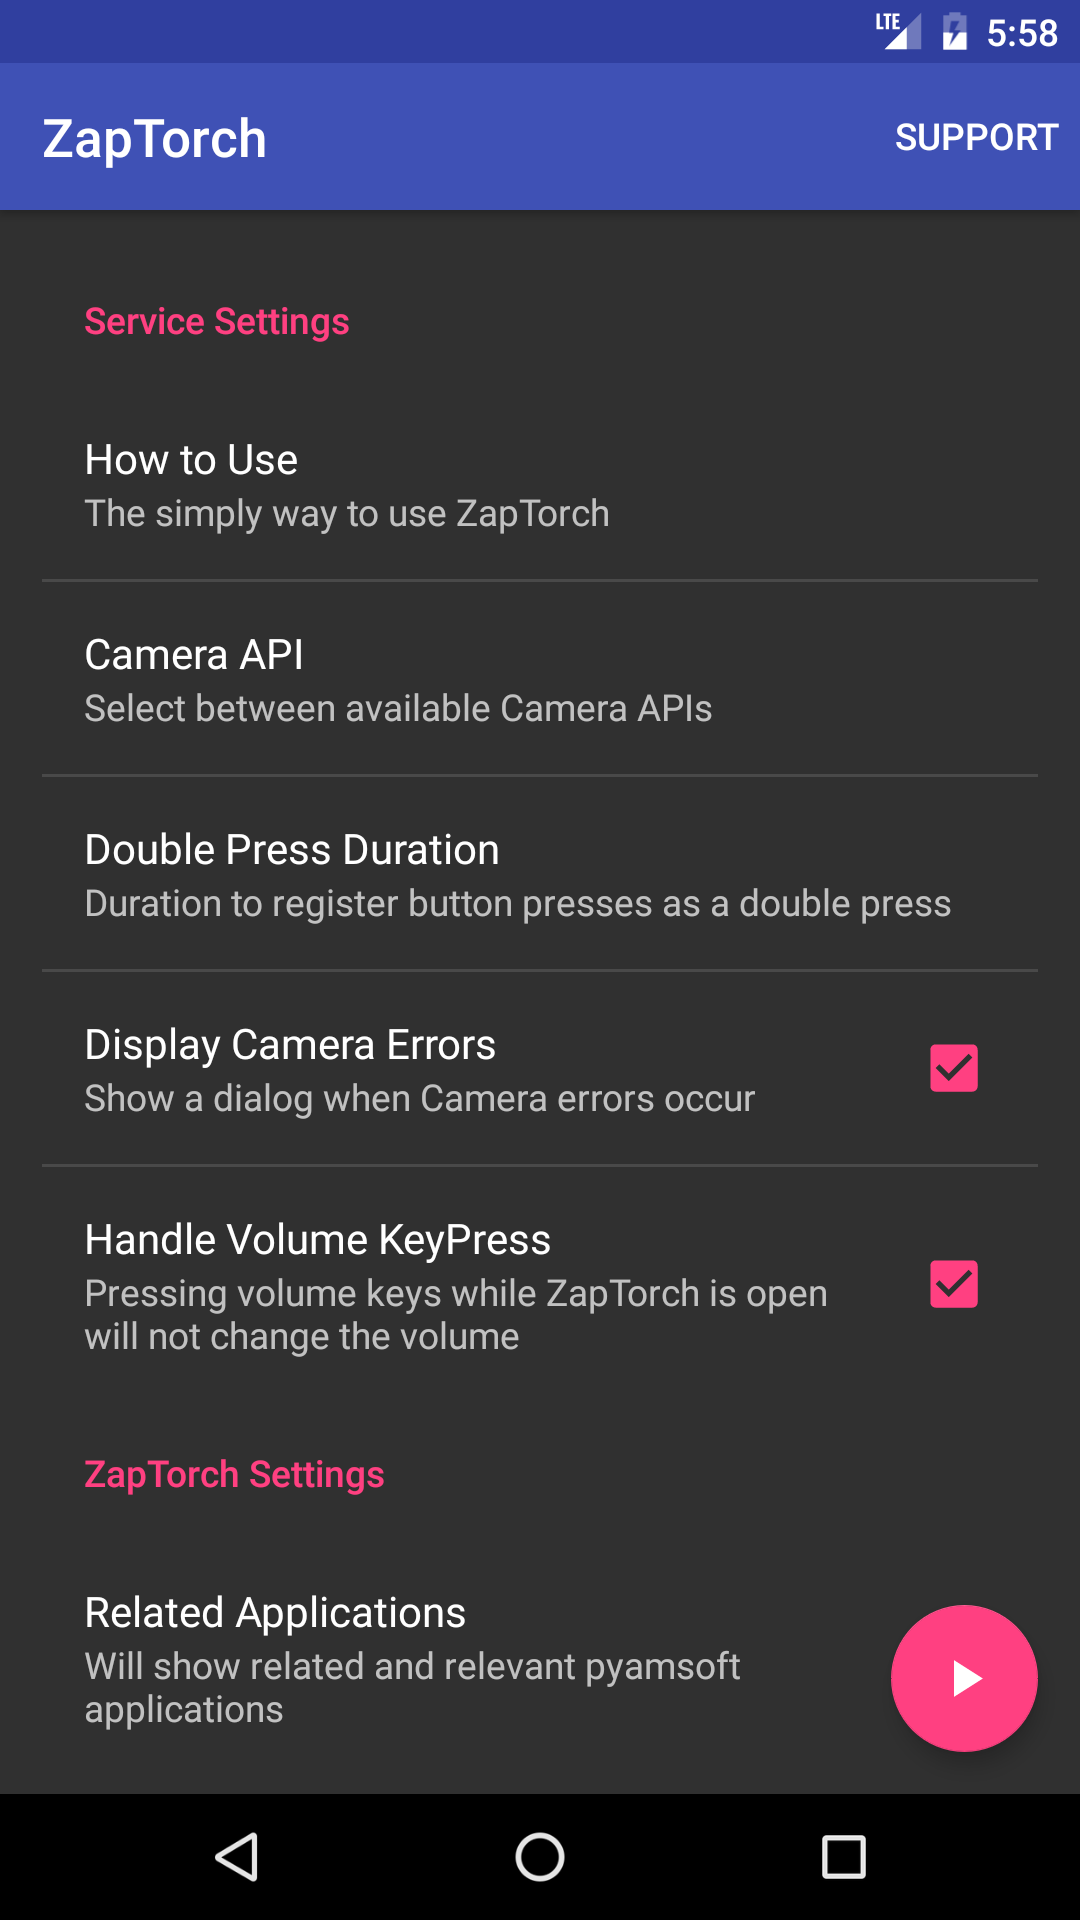 LTE 5:58
ZapTorch SUPPORT
Service Settings
How to Use
The simply way to use ZapTorch
Camera API
Select between available Camera APIs
Double Press Duration
Duration to register button presses as a double press
Display Camera Errors
Show a dialog when Camera errors occur
Handle Volume KeyPress
Pressing volume keys while ZapTorch is open
will not change the volume
ZapTorch Settings
Related Applications
Will show related and relevant pyamsoft
applications